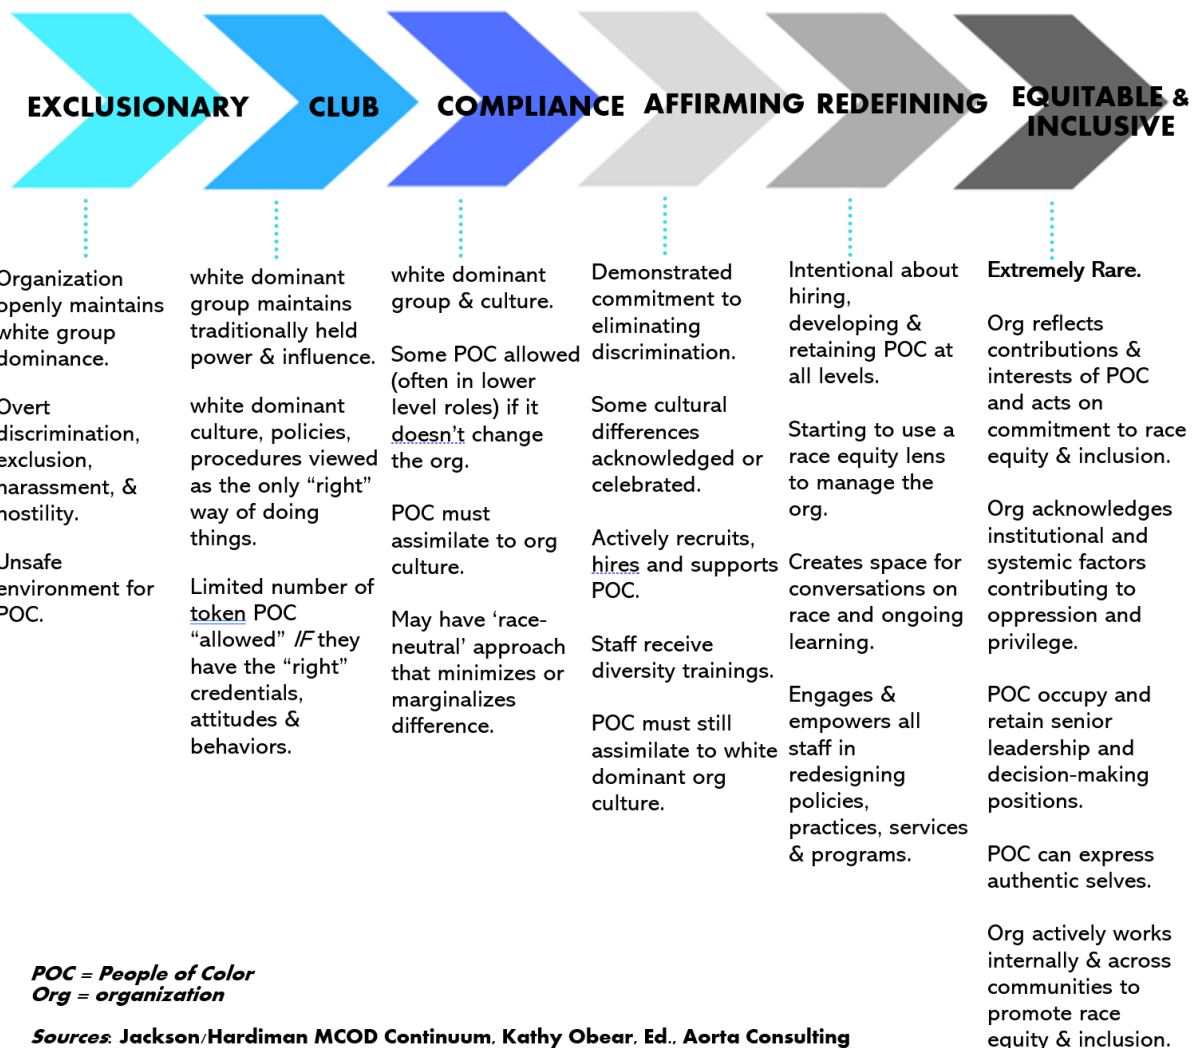 EXCLUSIONARY
CLUB
COMPLIANCE
AFFIRMING
REDEFINING
EQUITABLE &
INCLUSIVE
Organization
openly maintains
white group
dominance.
Overt
discrimination,
exclusion,
harassment, &
hostility.
Unsafe
environment for
POC.
white dominant
group maintains
traditionally held
power & influence.
white dominant
culture, policies,
procedures viewed
as the only “right”
way of doing
things.
Limited number of
token POC
“allowed” IF they
have the “right”
credentials,
attitudes &
behaviors.
white dominant
group & culture.
Some POC allowed
(often in lower
level roles) if it
doesn’t change
the org.
POC must
assimilate to org
culture.
May have ‘race-
neutral’ approach
that minimizes or
marginalizes
difference.
Demonstrated
commitment to
eliminating
discrimination.
Some cultural
differences
acknowledged or
celebrated.
Actively recruits,
hires and supports
POC.
Staff receive
diversity trainings.
POC must still
assimilate to white
dominant org
culture.
Intentional about
hiring,
developing &
retaining POC at
all levels.
Starting to use a
race equity lens
to manage the
org.
Creates space for
conversations on
race and ongoing
learning.
Engages &
empowers all
staff in
redesigning
policies,
practices, services
& programs.
Extremely Rare.
Org reflects
contributions &
interests of POC
and acts on
commitment to race
equity & inclusion.
Org acknowledges
institutional and
systemic factors
contributing to
oppression and
privilege.
POC occupy and
retain senior
leadership and
decision-making
positions.
POC can express
authentic selves.
Org actively works
internally & across
communities to
promote race
equity & inclusion.
POC = People of Color
Org = organization
Sources: Jackson/Hardiman MCOD Continuum, Kathy Obear, Ed., Aorta Consulting